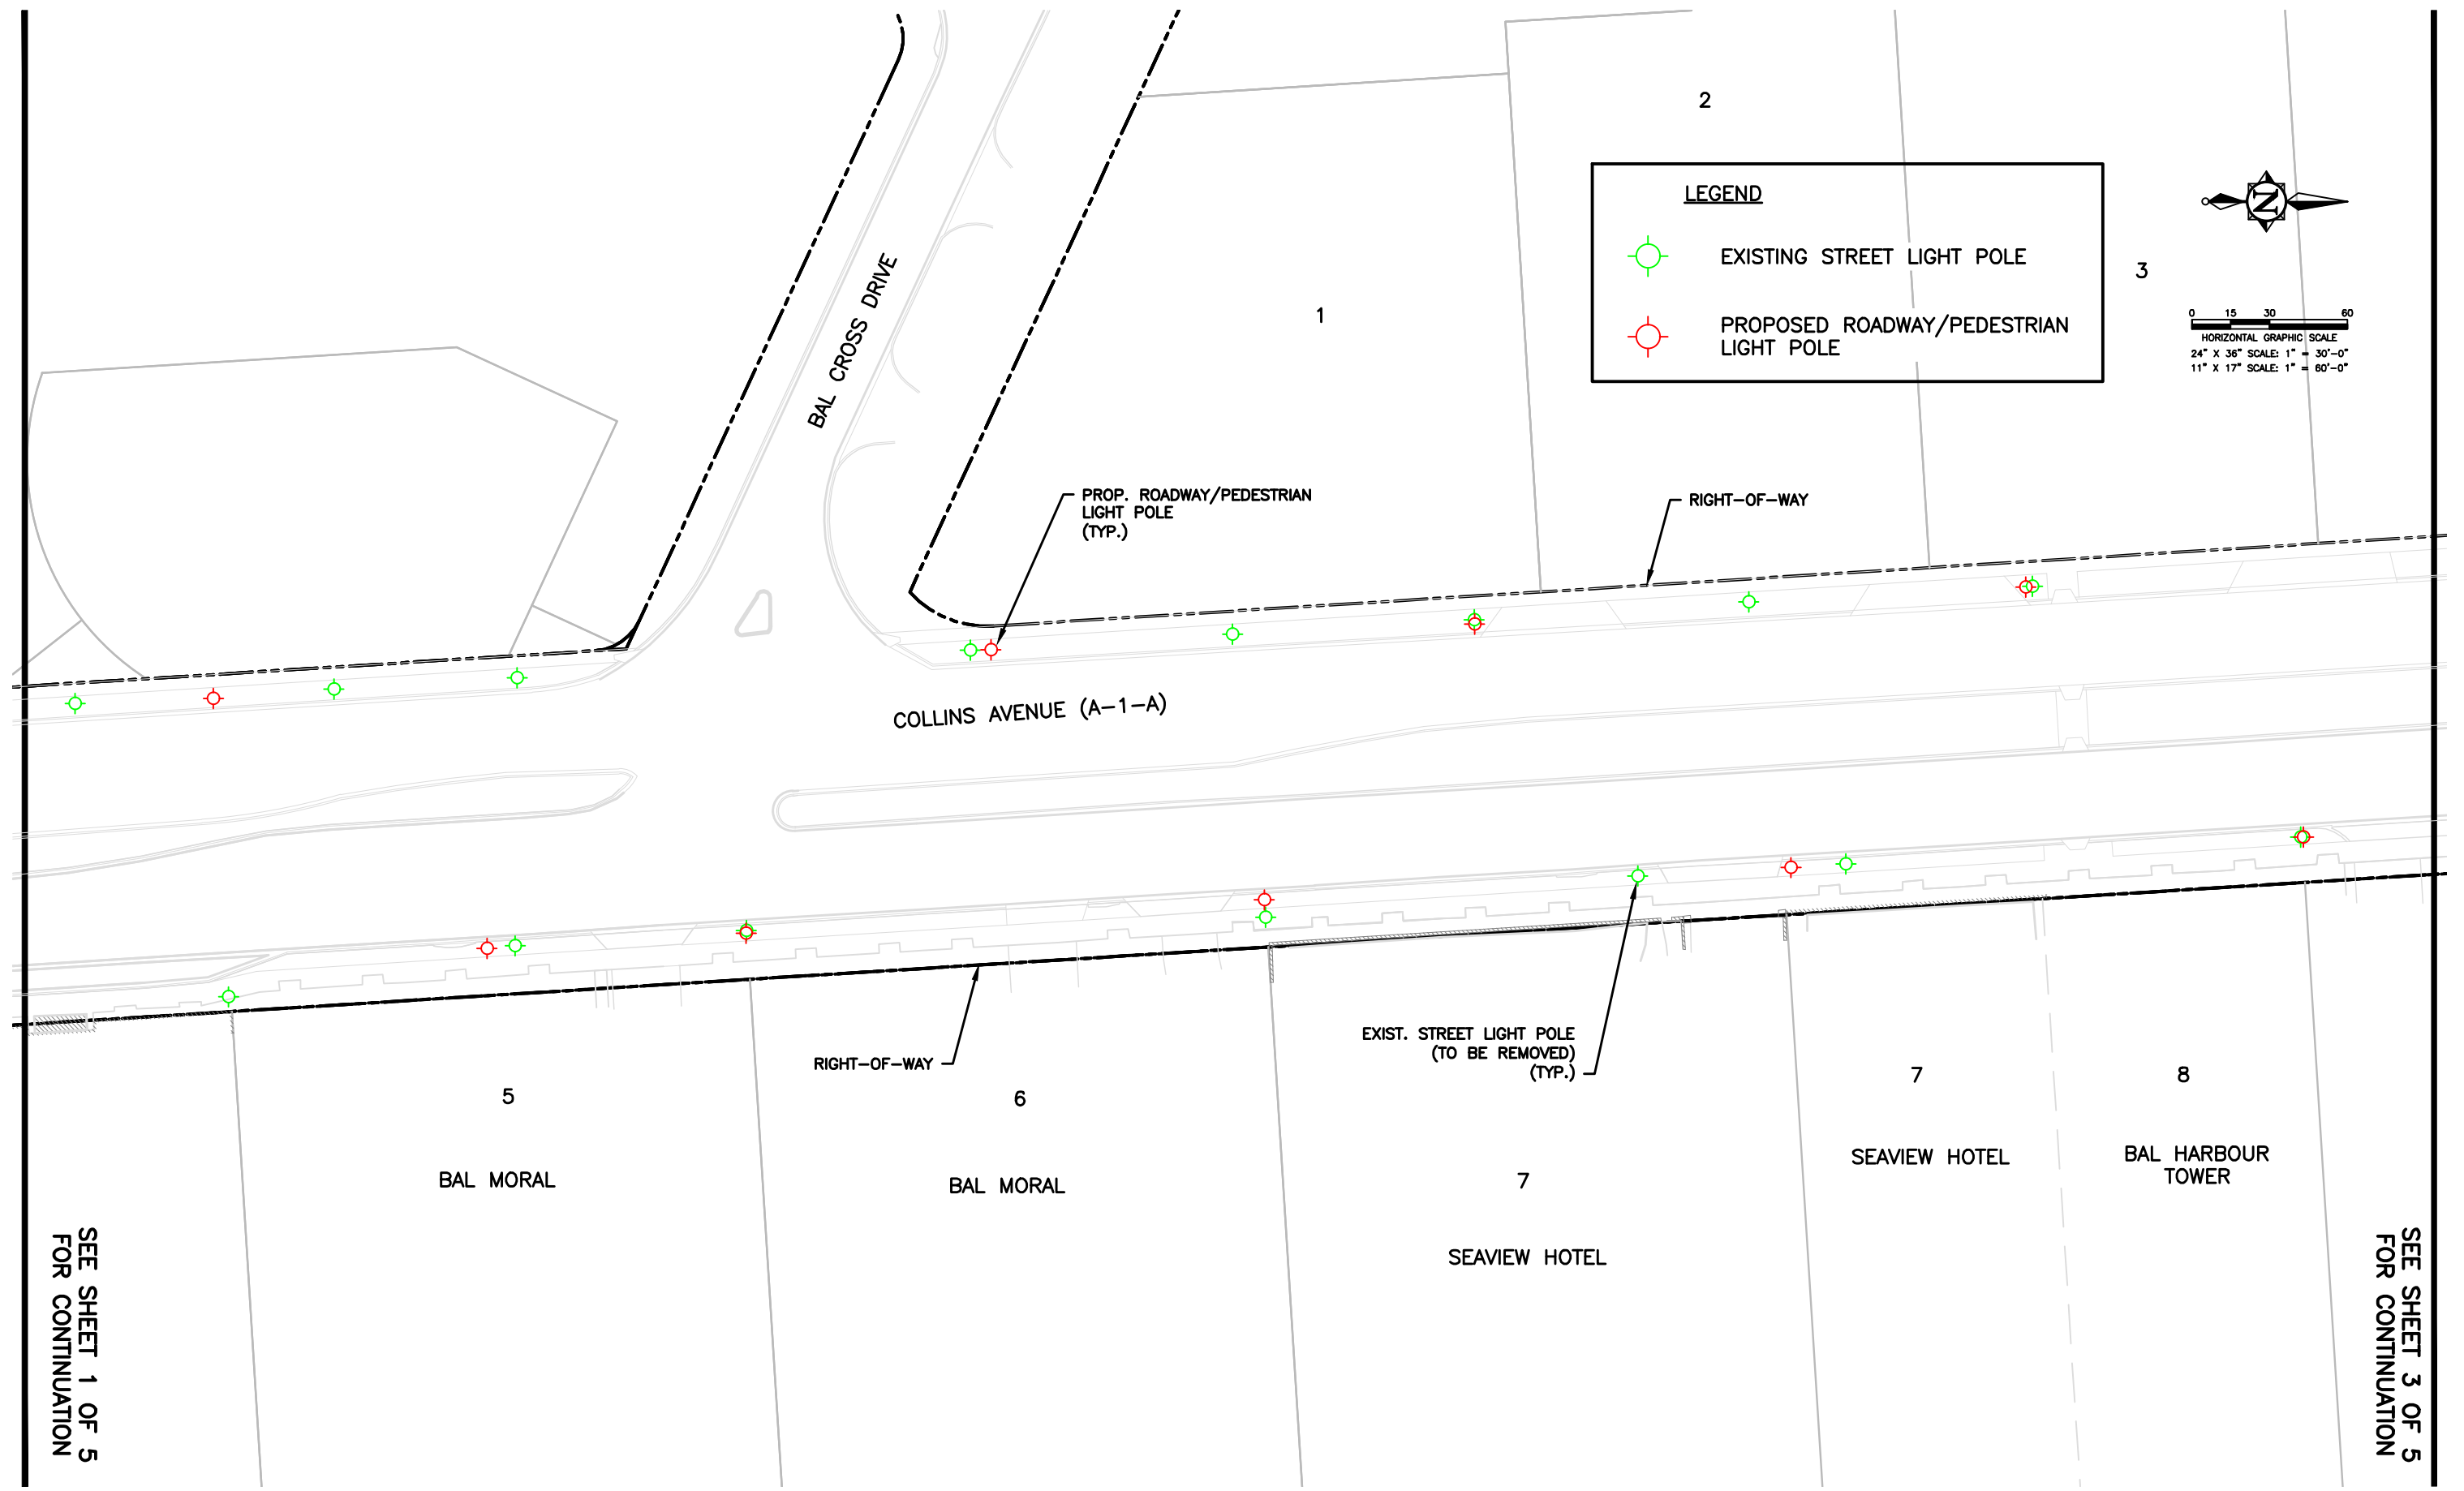 2
LEGEND
EXISTING STREET LIGHT POLE
PROPOSED ROADWAY/PEDESTRIAN
LIGHT POLE
N
3
0 15 30 60
HORIZONTAL GRAPHIC SCALE
24" X 36" SCALE: 1" = 30'-0"
11" X 17" SCALE: 1" = 60'-0"
1
BAL CROSS DRIVE
PROP. ROADWAY/PEDESTRIAN
LIGHT POLE
(TYP.)
RIGHT-OF-WAY
COLLINS AVENUE (A-1-A)
RIGHT-OF-WAY
EXIST. STREET LIGHT POLE
(TO BE REMOVED)
(TYP.)
5
BAL MORAL
6
BAL MORAL
7
SEAVIEW HOTEL
7
SEAVIEW HOTEL
8
BAL HARBOUR
TOWER
SEE SHEET 1 OF 5
FOR CONTINUATION
SEE SHEET 3 OF 5
FOR CONTINUATION